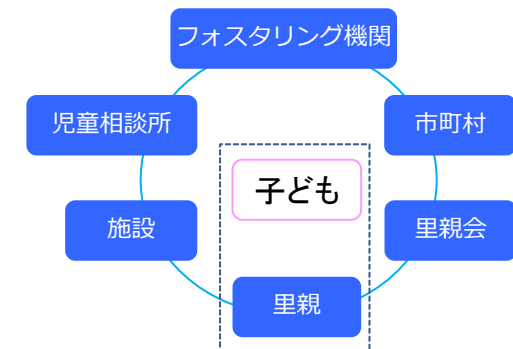 フォスタリング機関
児童相談所
市町村
子ども
施設
里親会
里親